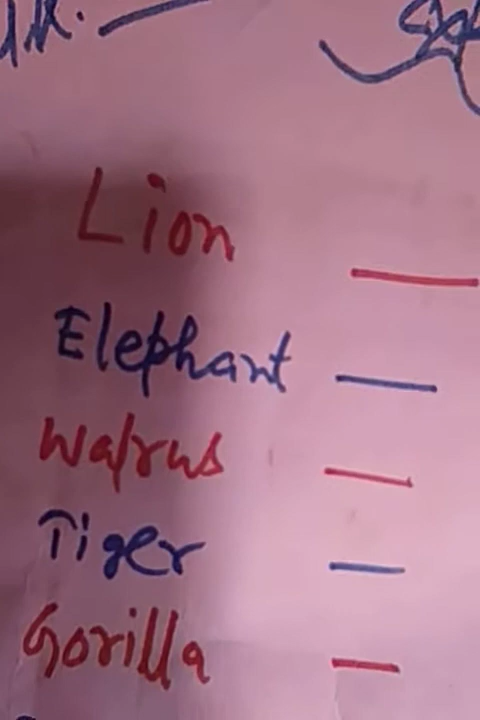 Lion —
Elephant —
Walrus —
Tiger —
Gorilla —